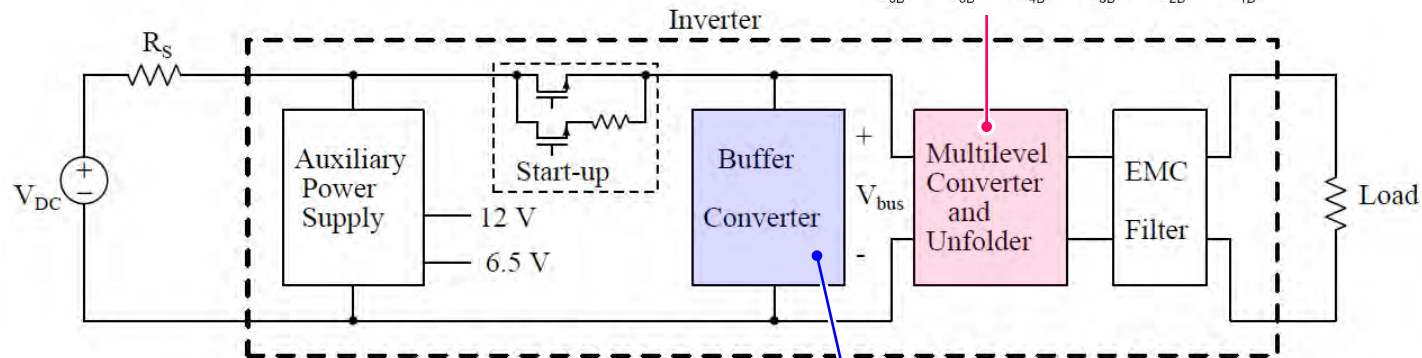 Inverter
R_S
V_DC
+
−
Auxiliary
Power
Supply
12 V
6.5 V
Start-up
Buffer
Converter
+
V_bus
-
Multilevel
Converter
and
Unfolder
EMC
Filter
Load